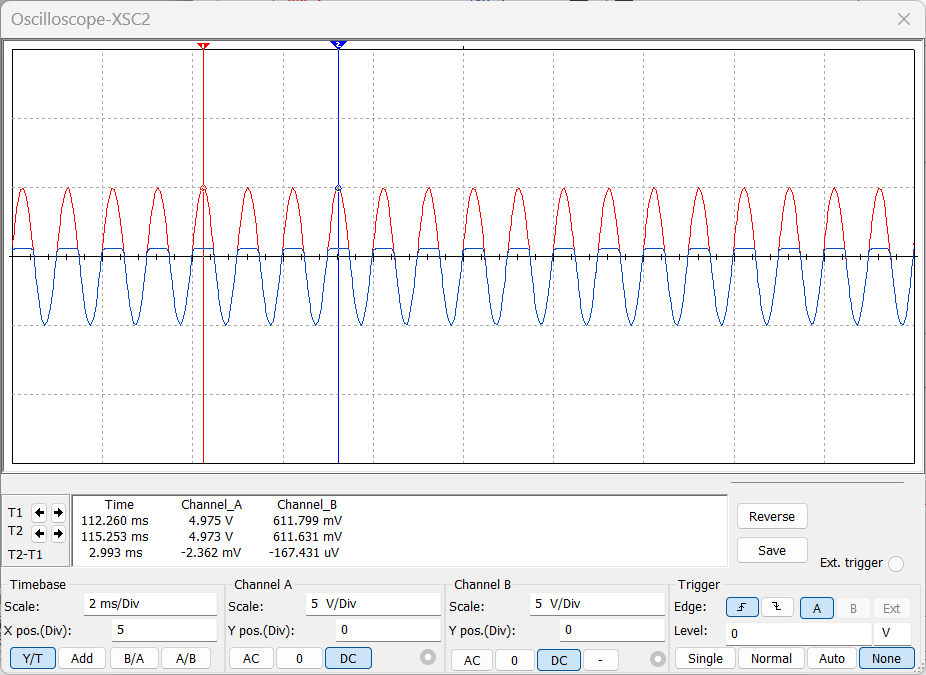 Oscilloscope-XSC2
1 2
T1
T2
T2-T1
Time Channel_A Channel_B
112.260 ms 4.975 V 611.799 mV
115.253 ms 4.973 V 611.631 mV
2.993 ms -2.362 mV -167.431 uV
Reverse
Save
Ext. trigger
Timebase
Scale: 2 ms/Div
X pos.(Div): 5
Y/T Add B/A A/B
Channel A
Scale: 5 V/Div
Y pos.(Div): 0
AC 0 DC
Channel B
Scale: 5 V/Div
Y pos.(Div): 0
AC 0 DC -
Trigger
Edge: A B Ext
Level: 0 V
Single Normal Auto None